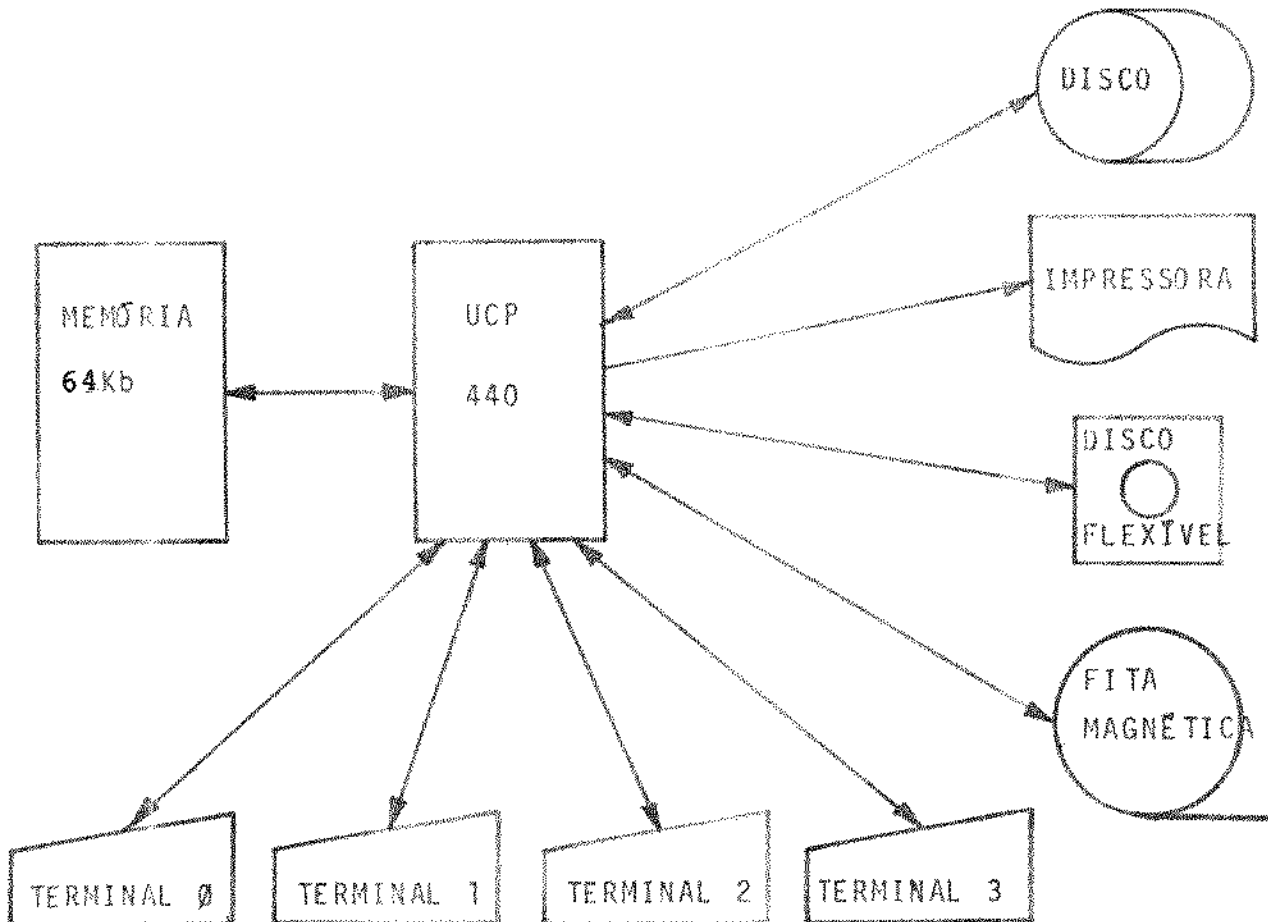 DISCO
IMPRESSORA
MEMÓRIA
64Kb
UCP
440
DISCO
FLEXÍVEL
FITA
MAGNÉTICA
TERMINAL Ø
TERMINAL 1
TERMINAL 2
TERMINAL 3